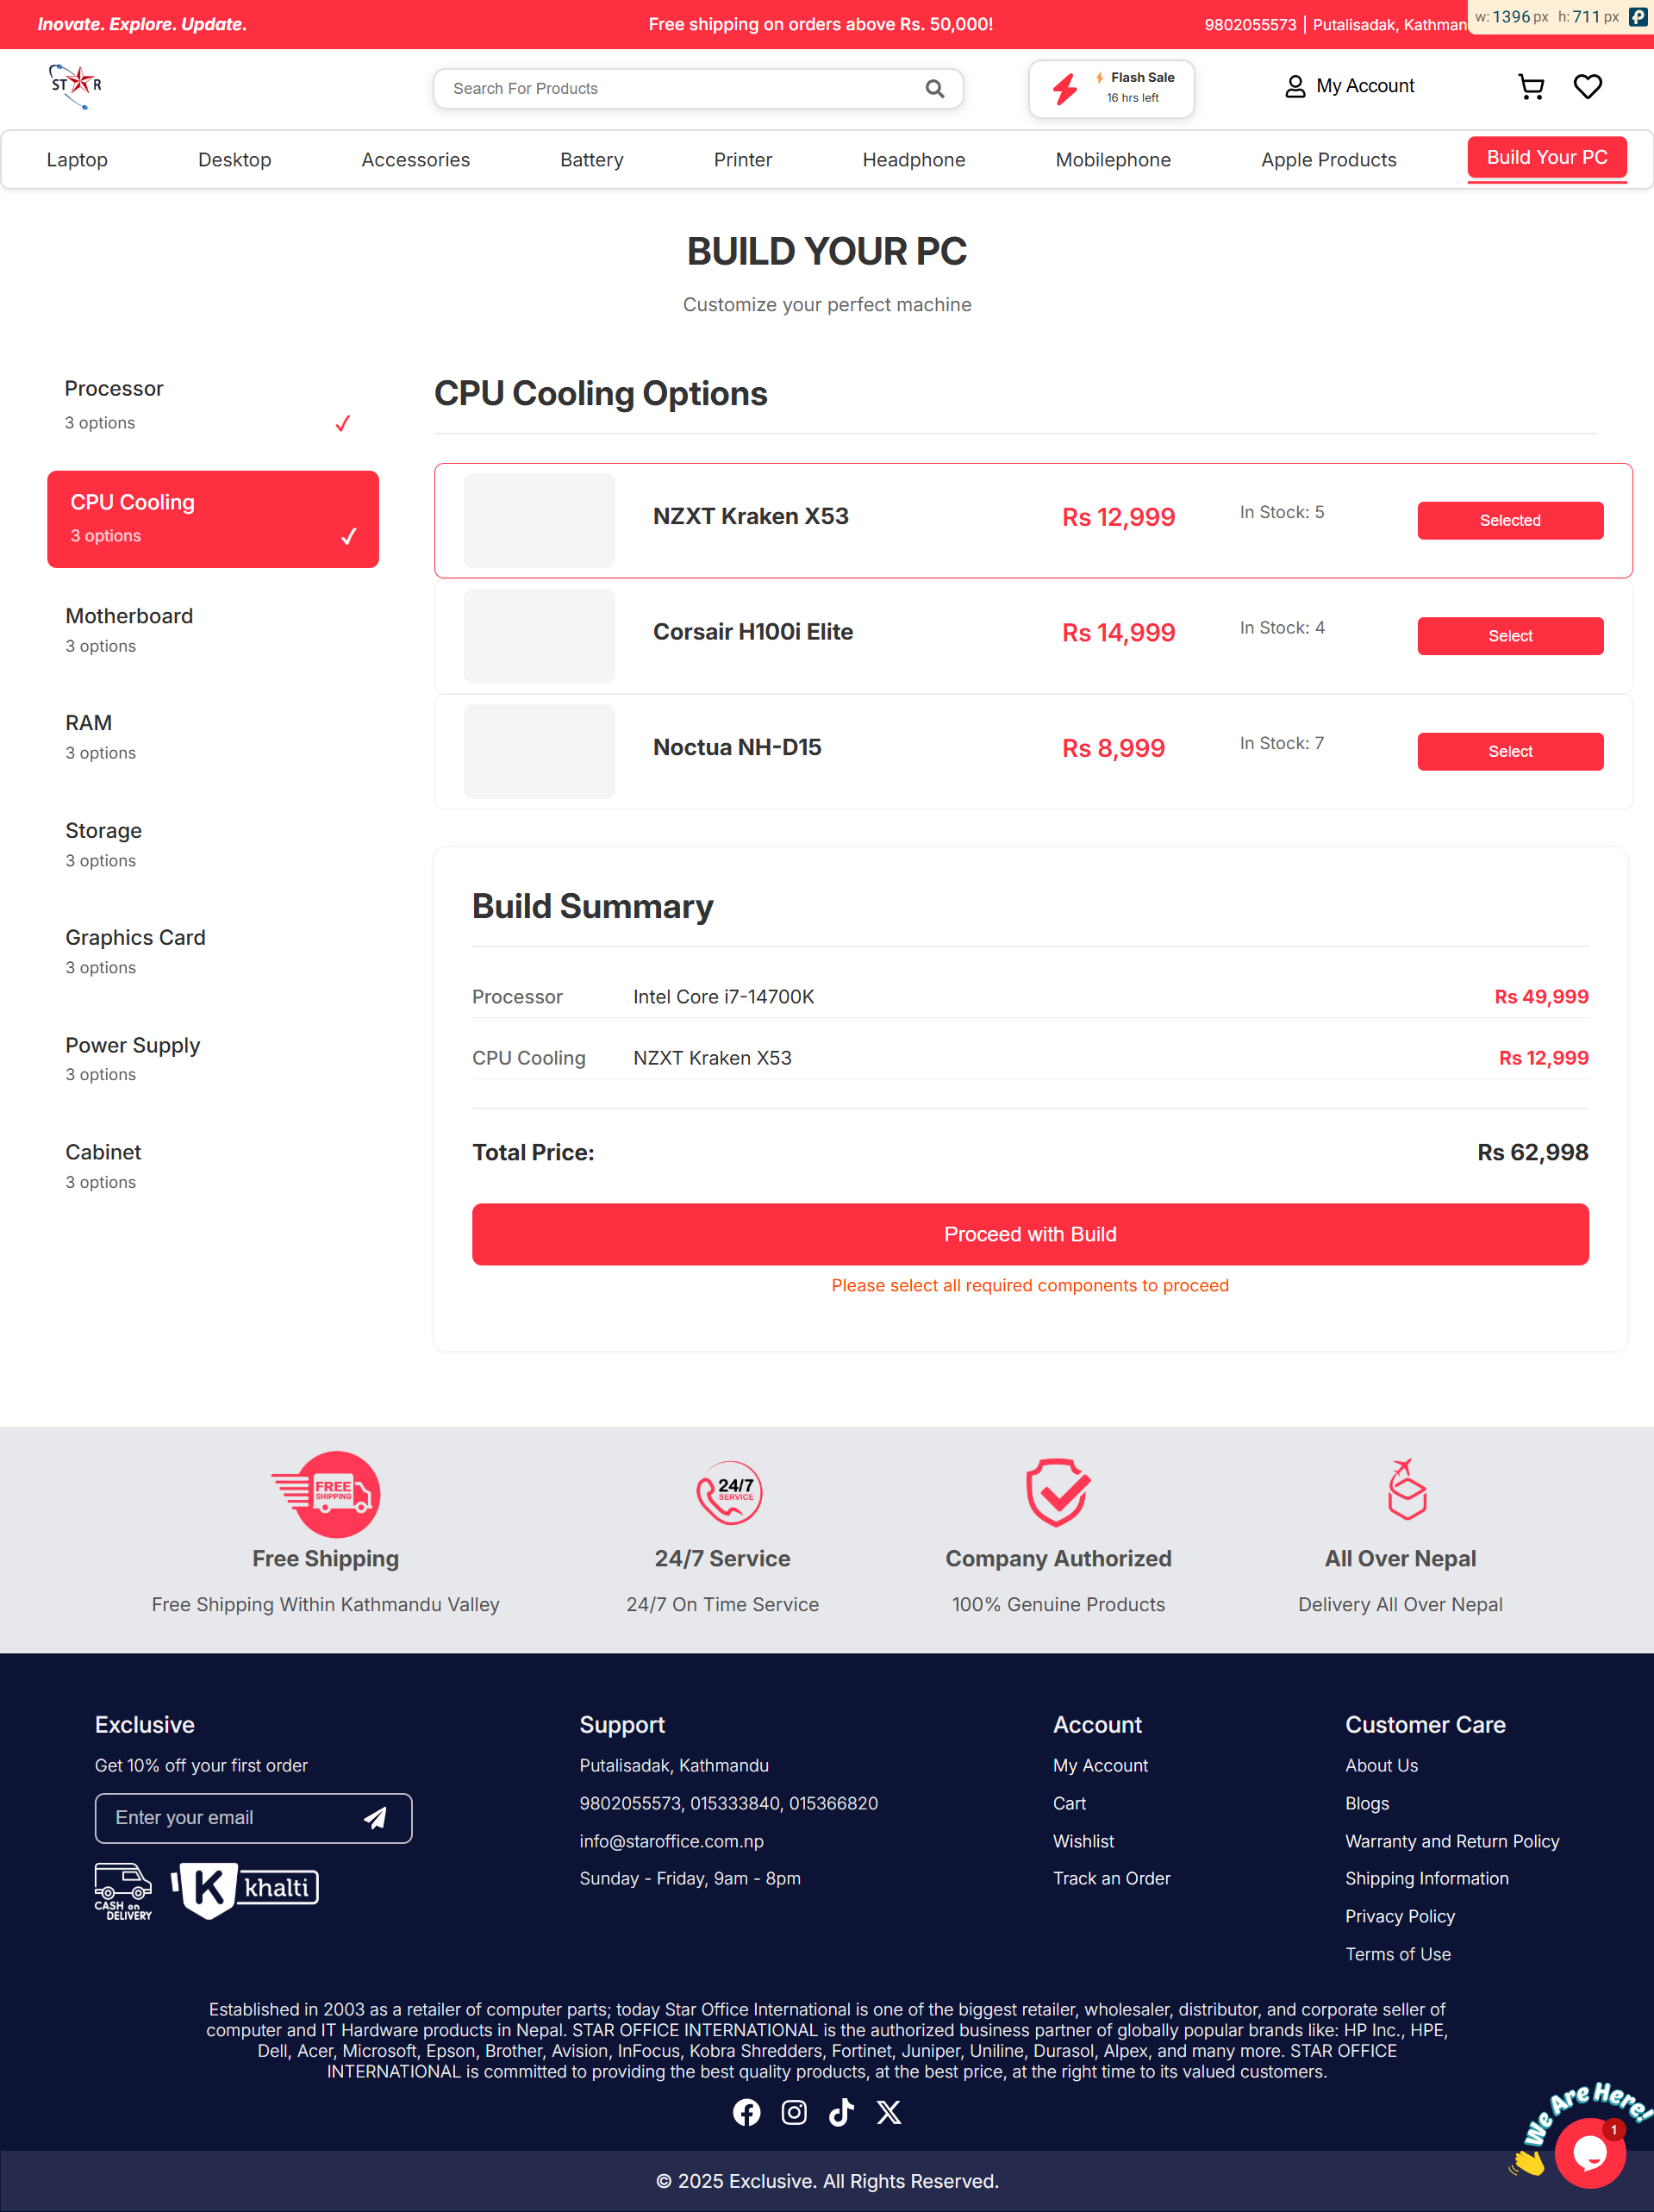 Inovate. Explore. Update.
Free shipping on orders above Rs. 50,000!
9802055573 | Putalisadak, Kathman
w: 1396 px h: 711 px
ST R
Search For Products
Flash Sale
16 hrs left
My Account
Laptop
Desktop
Accessories
Battery
Printer
Headphone
Mobilephone
Apple Products
Build Your PC
BUILD YOUR PC
Customize your perfect machine
Processor
3 options
CPU Cooling
3 options
Motherboard
3 options
RAM
3 options
Storage
3 options
Graphics Card
3 options
Power Supply
3 options
Cabinet
3 options
CPU Cooling Options
NZXT Kraken X53
Rs 12,999
In Stock: 5
Selected
Corsair H100i Elite
Rs 14,999
In Stock: 4
Select
Noctua NH-D15
Rs 8,999
In Stock: 7
Select
Build Summary
Processor Intel Core i7-14700K Rs 49,999
CPU Cooling NZXT Kraken X53 Rs 12,999
Total Price: Rs 62,998
Proceed with Build
Please select all required components to proceed
FREE
SHIPPING
Free Shipping
Free Shipping Within Kathmandu Valley
24/7
SERVICE
24/7 Service
24/7 On Time Service
Company Authorized
100% Genuine Products
All Over Nepal
Delivery All Over Nepal
Exclusive
Get 10% off your first order
Enter your email
CASH on
DELIVERY
K khalti
Support
Putalisadak, Kathmandu
9802055573, 015333840, 015366820
info@staroffice.com.np
Sunday - Friday, 9am - 8pm
Account
My Account
Cart
Wishlist
Track an Order
Customer Care
About Us
Blogs
Warranty and Return Policy
Shipping Information
Privacy Policy
Terms of Use
Established in 2003 as a retailer of computer parts; today Star Office International is one of the biggest retailer, wholesaler, distributor, and corporate seller of
computer and IT Hardware products in Nepal. STAR OFFICE INTERNATIONAL is the authorized business partner of globally popular brands like: HP Inc., HPE,
Dell, Acer, Microsoft, Epson, Brother, Avision, InFocus, Kobra Shredders, Fortinet, Juniper, Uniline, Durasol, Alpex, and many more. STAR OFFICE
INTERNATIONAL is committed to providing the best quality products, at the best price, at the right time to its valued customers.
We Are Here!
1
© 2025 Exclusive. All Rights Reserved.